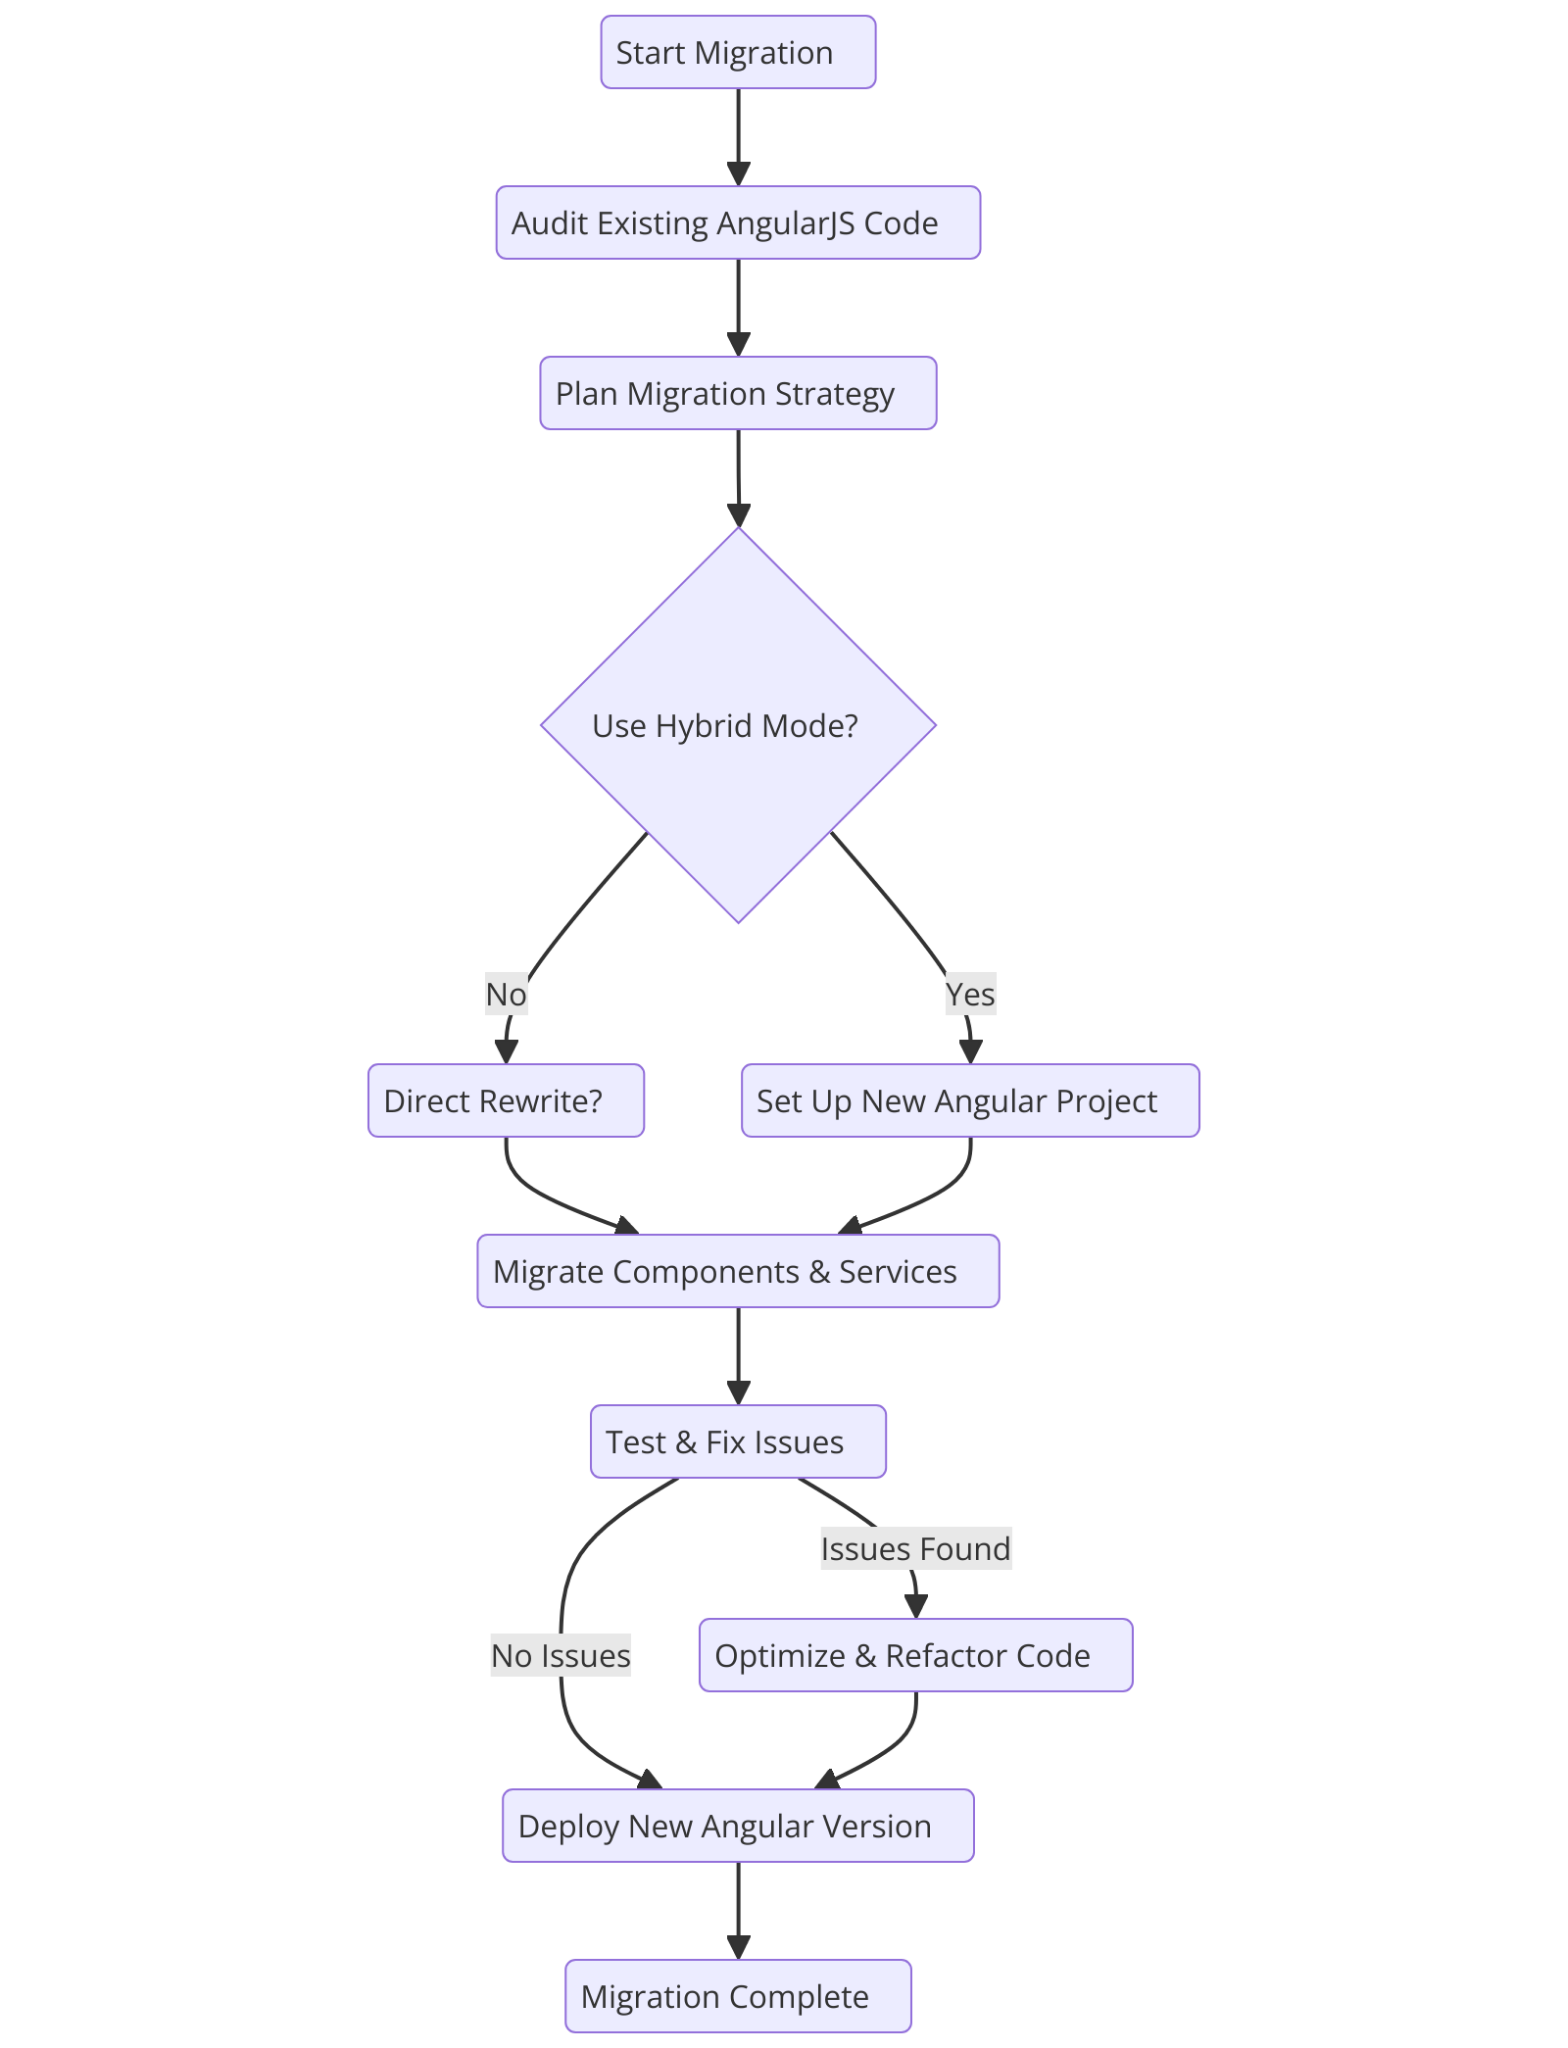 Start Migration
Audit Existing AngularJS Code
Plan Migration Strategy
Use Hybrid Mode?
No
Yes
Direct Rewrite?
Set Up New Angular Project
Migrate Components & Services
Test & Fix Issues
Issues Found
No Issues
Optimize & Refactor Code
Deploy New Angular Version
Migration Complete